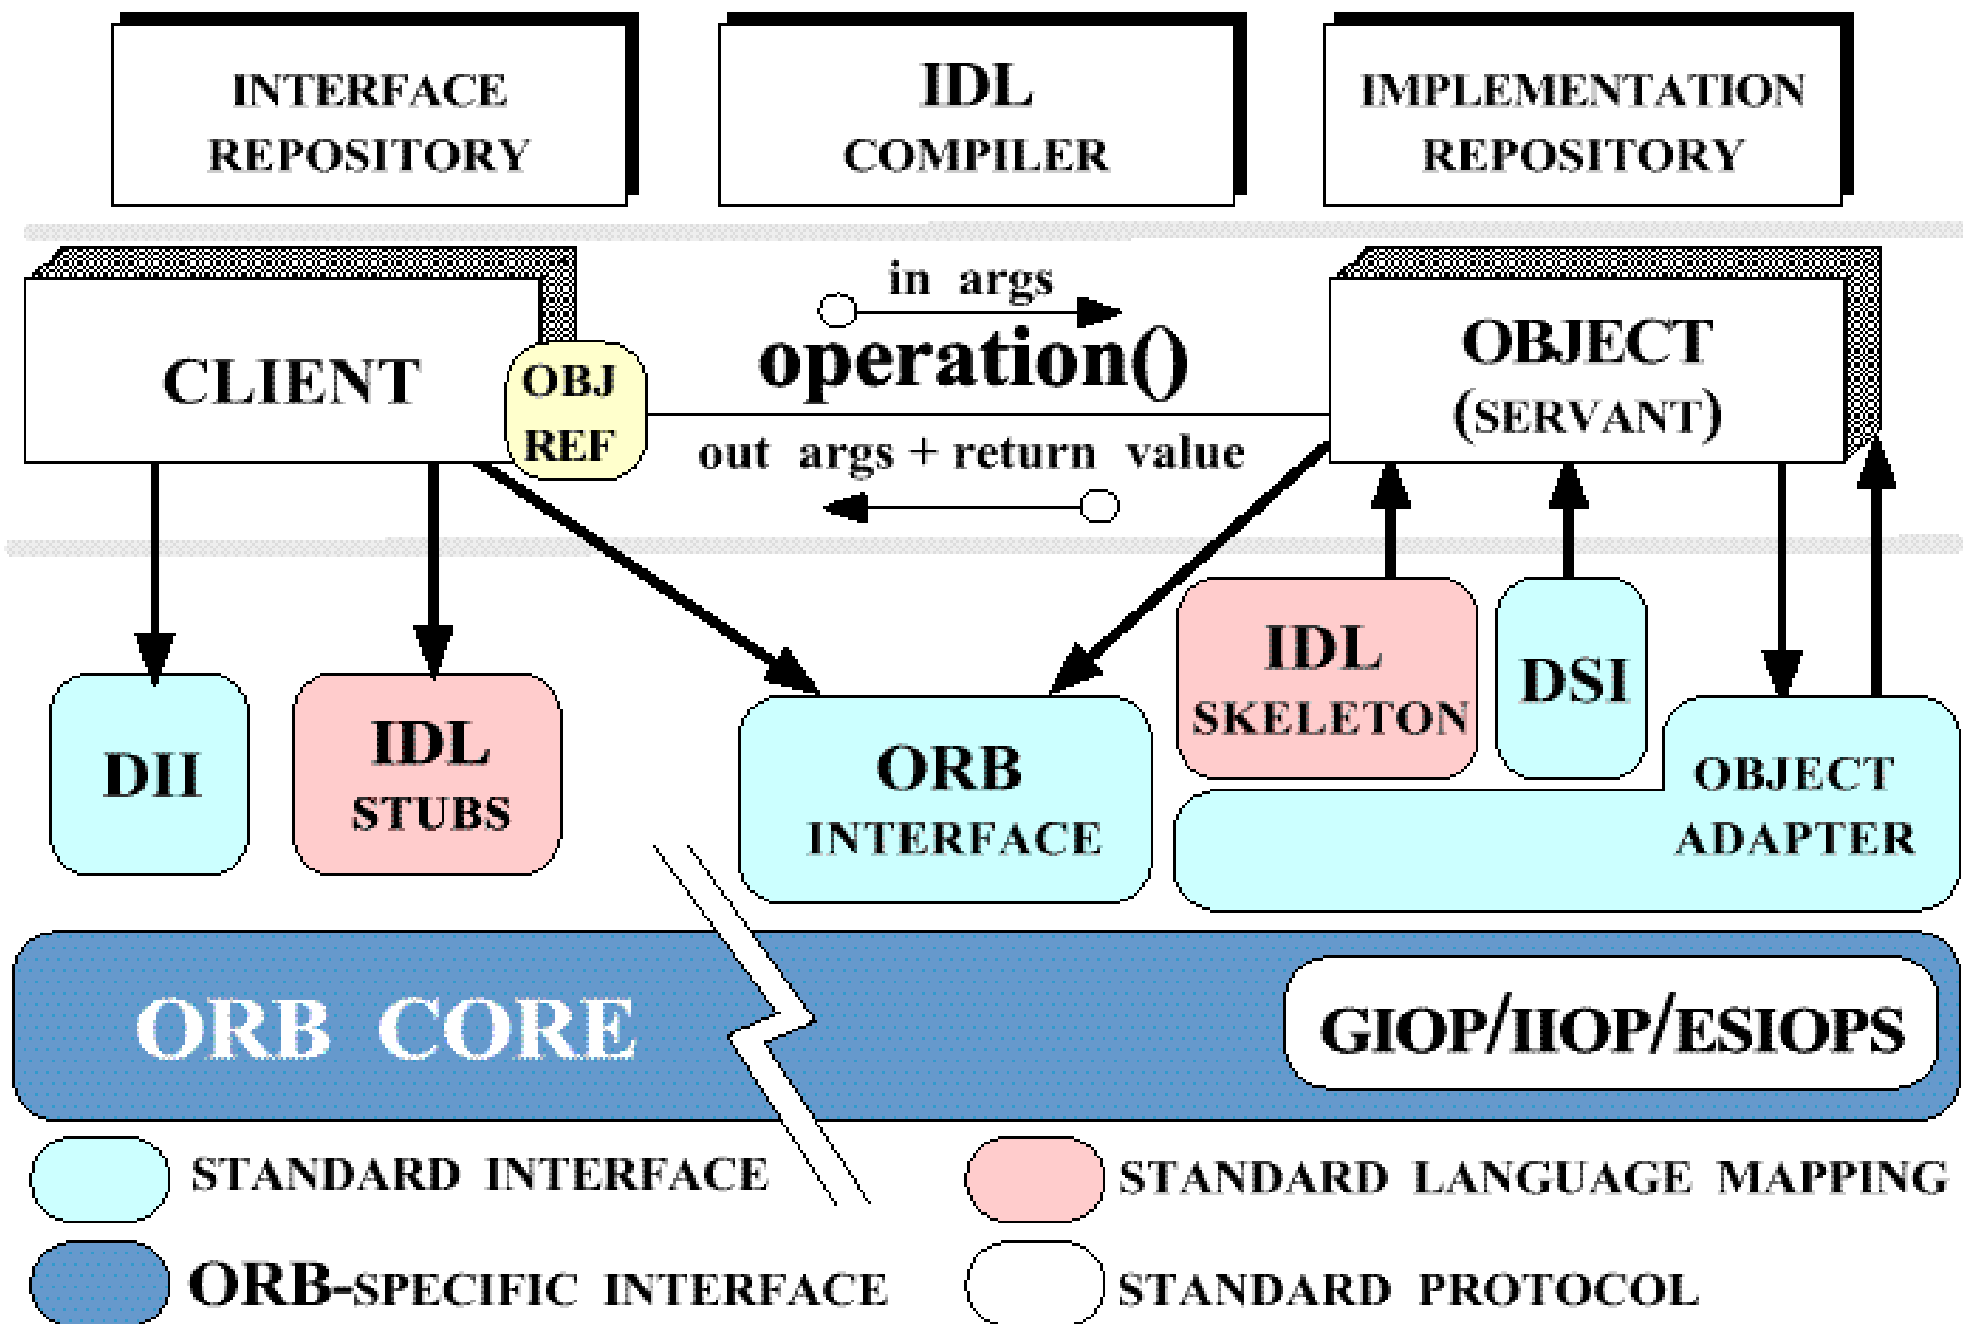 INTERFACE
REPOSITORY
IDL
COMPILER
IMPLEMENTATION
REPOSITORY
CLIENT
OBJ
REF
in args
operation()
out args + return value
OBJECT
(SERVANT)
DII
IDL
STUBS
ORB
INTERFACE
IDL
SKELETON
DSI
OBJECT
ADAPTER
ORB CORE
GIOP/IIOP/ESIOPS
STANDARD INTERFACE
STANDARD LANGUAGE MAPPING
ORB-SPECIFIC INTERFACE
STANDARD PROTOCOL